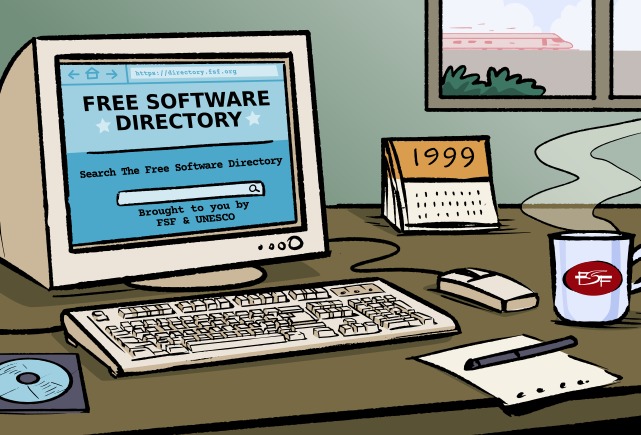 https://directory.fsf.org
FREE SOFTWARE
DIRECTORY
Search The Free Software Directory
Brought to you by
FSF & UNESCO
1999
FSF